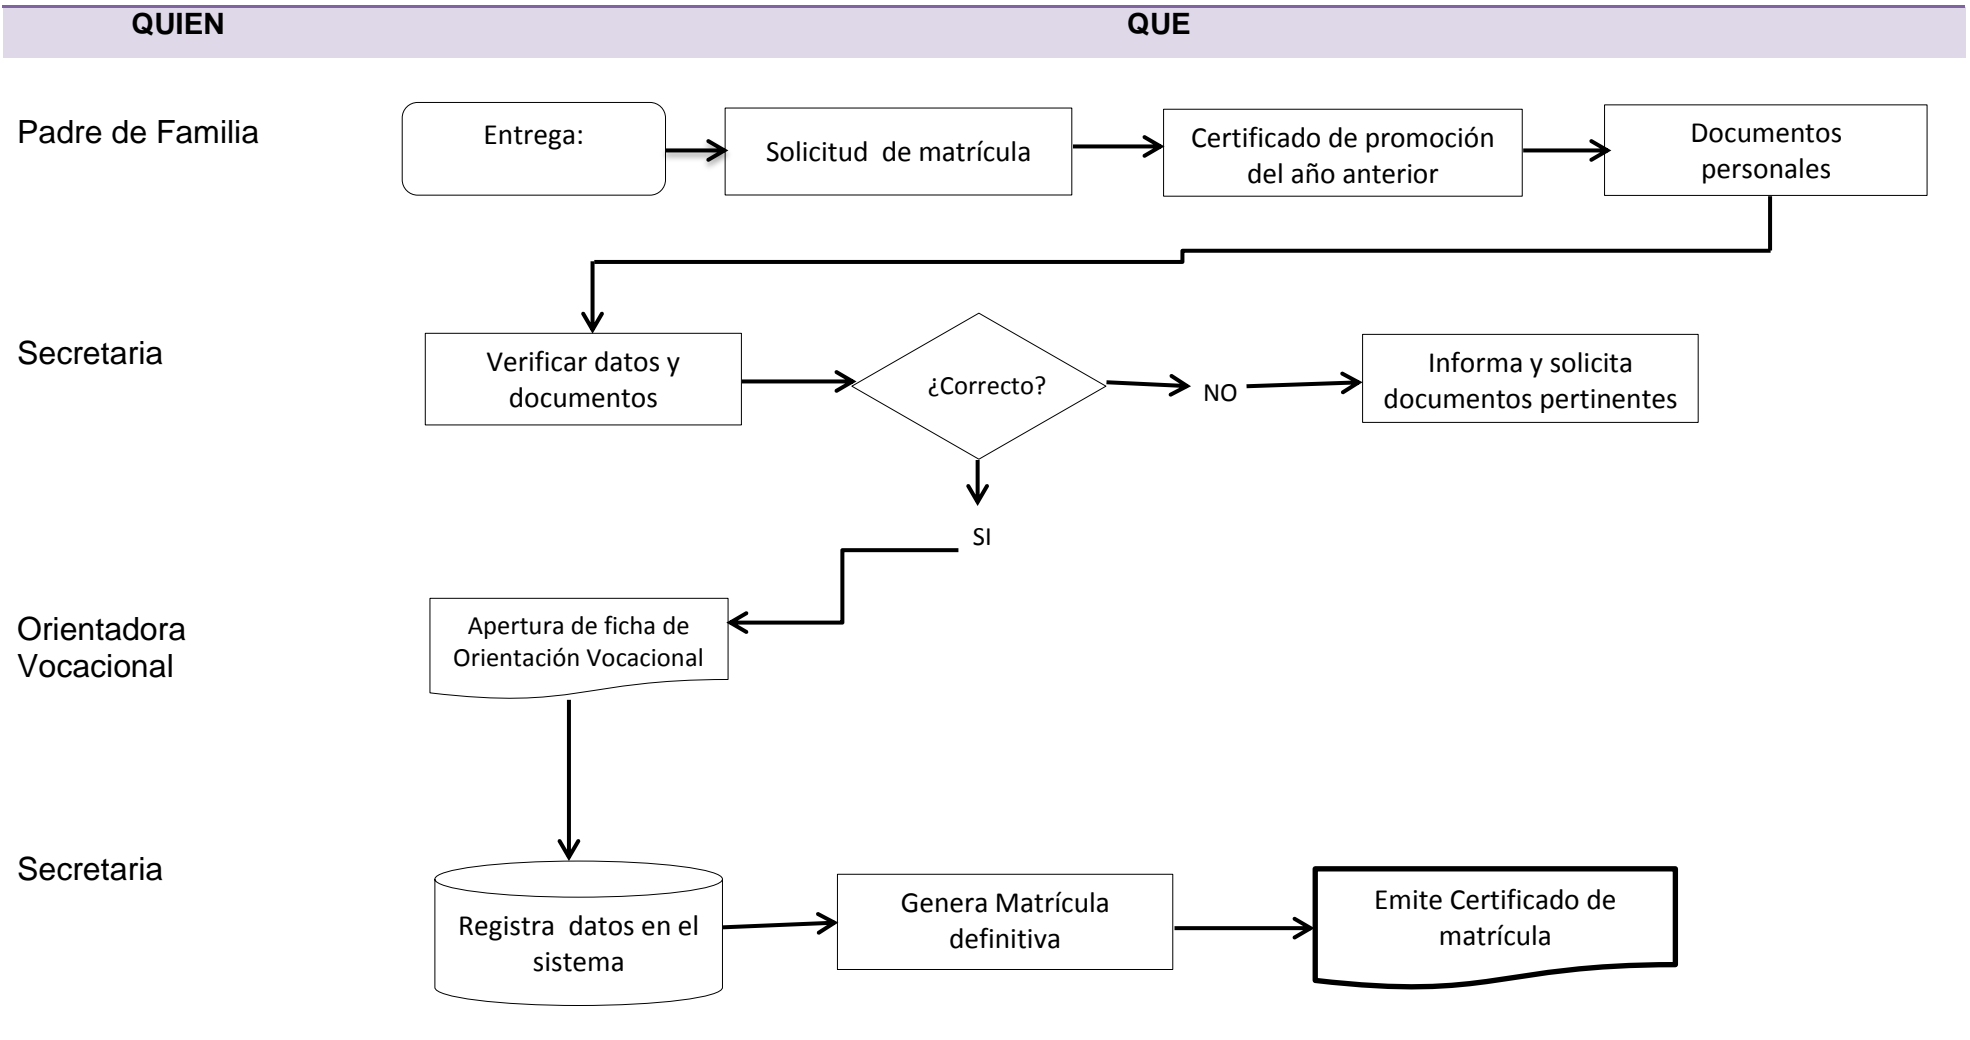 QUIEN
QUE
Padre de Familia
Entrega:
Solicitud de matrícula
Certificado de promoción
del año anterior
Documentos
personales
Secretaria
Verificar datos y
documentos
¿Correcto?
NO
Informa y solicita
documentos pertinentes
SI
Orientadora
Vocacional
Apertura de ficha de
Orientación Vocacional
Secretaria
Registra datos en el
sistema
Genera Matrícula
definitiva
Emite Certificado de
matrícula